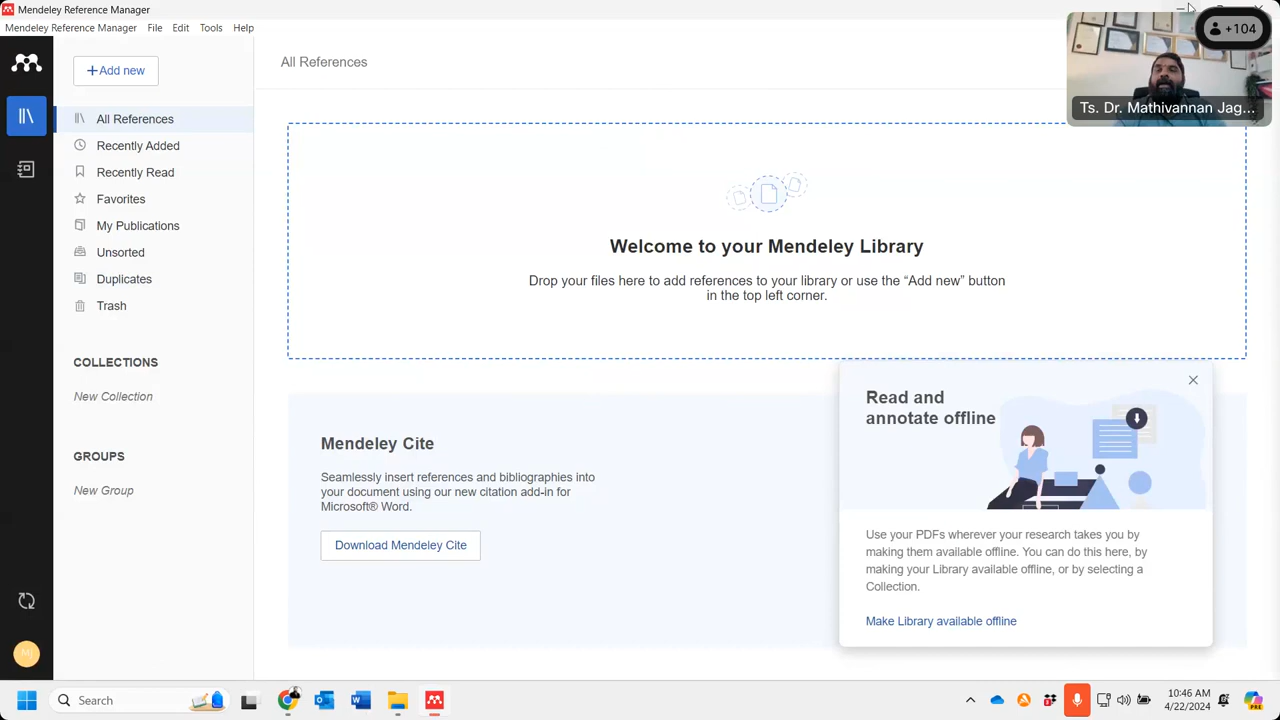 Mendeley Reference Manager
Mendeley Reference Manager File Edit Tools Help
+104
Ts. Dr. Mathivannan Jag...
+Add new
All References
Recently Added
Recently Read
Favorites
My Publications
Unsorted
Duplicates
Trash
COLLECTIONS
New Collection
GROUPS
New Group
MJ
All References
Welcome to your Mendeley Library
Drop your files here to add references to your library or use the “Add new” button
in the top left corner.
Mendeley Cite
Seamlessly insert references and bibliographies into
your document using our new citation add-in for
Microsoft® Word.
Download Mendeley Cite
Read and
annotate offline
Use your PDFs wherever your research takes you by
making them available offline. You can do this here, by
making your Library available offline, or by selecting a
Collection.
Make Library available offline
Search
10:46 AM
4/22/2024
PRE